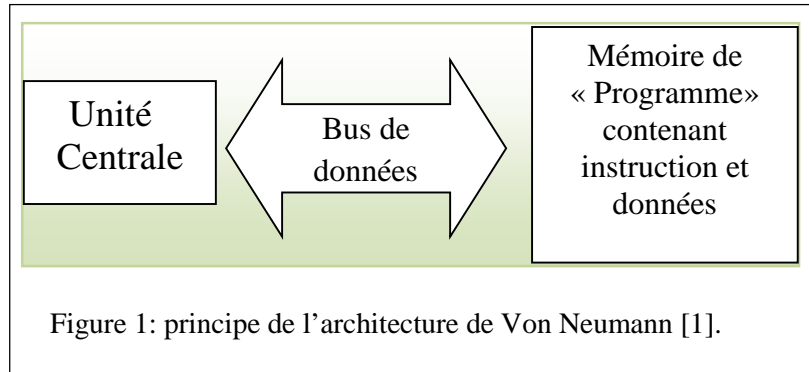 Unité
Centrale
Bus de
données
Mémoire de
« Programme»
contenant
instruction et
données
Figure 1: principe de l’architecture de Von Neumann [1].